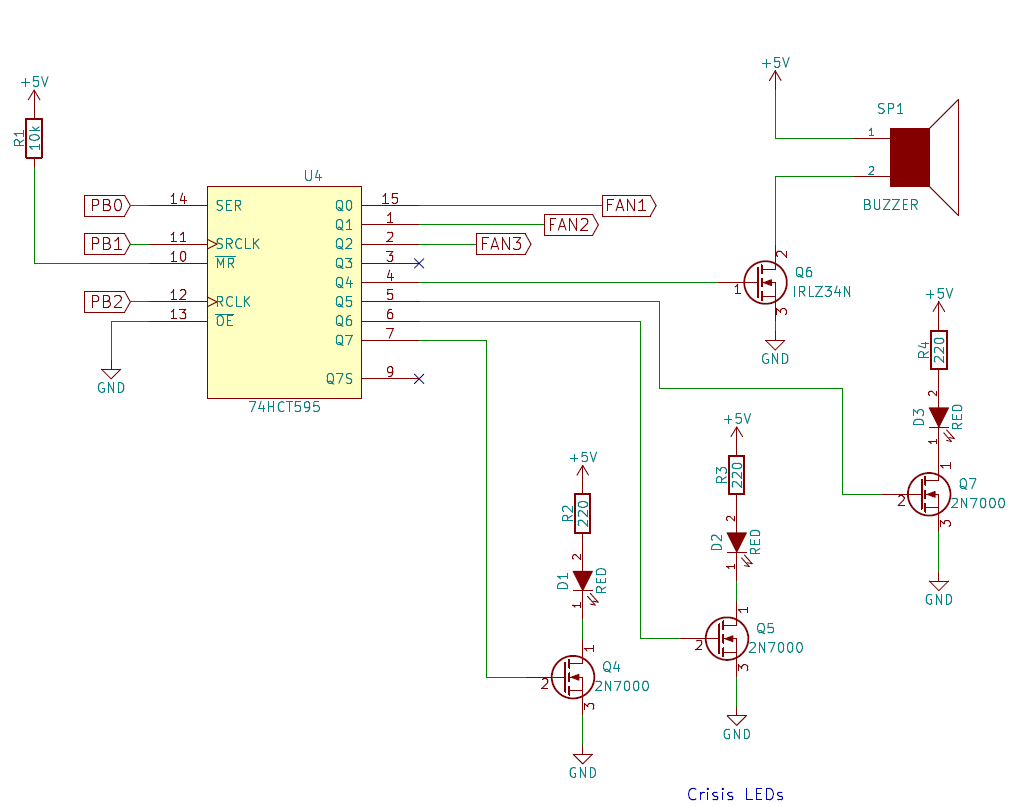 +5V
R1
10k
U4
PB0
14
SER
PB1
11
SRCLK
10
MR
PB2
12
RCLK
13
OE
GND
Q0
15
FAN1
Q1
1
FAN2
Q2
2
FAN3
Q3
3
Q4
4
Q5
5
Q6
6
Q7
7
Q7S
9
74HCT595
+5V
SP1
1
2
BUZZER
2
Q6
IRLZ34N
1
3
GND
+5V
R4
220
2
D3
RED
1
1
Q7
2N7000
2
3
GND
+5V
R3
220
2
D2
RED
1
1
Q5
2N7000
2
3
GND
+5V
R2
220
2
D1
RED
1
1
Q4
2N7000
2
3
GND
Crisis LEDs